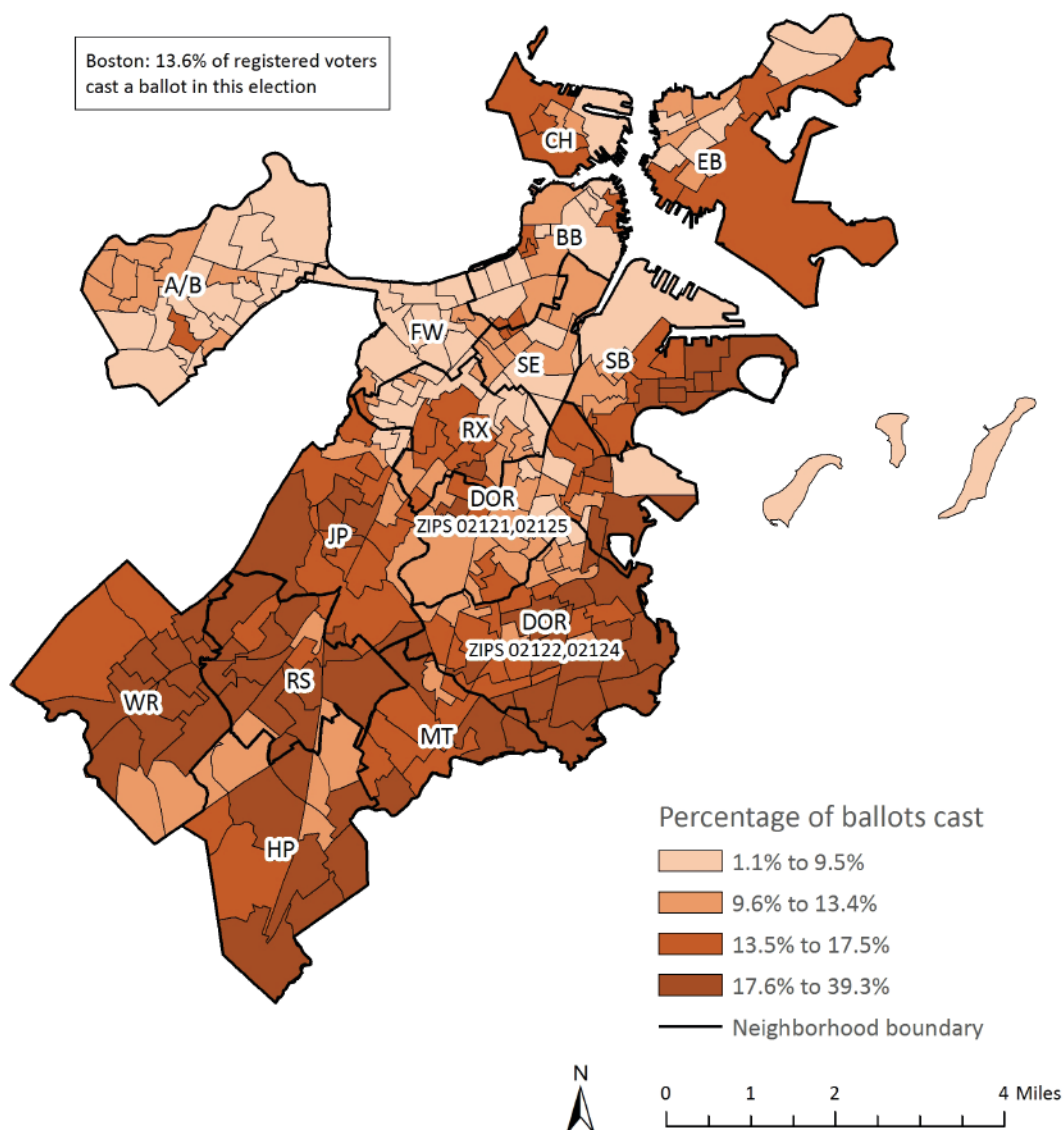 Boston: 13.6% of registered voters
cast a ballot in this election
CH
EB
BB
A/B
FW
SE
SB
RX
DOR
ZIPS 02121,02125
JP
DOR
ZIPS 02122,02124
RS
WR
MT
HP
Percentage of ballots cast
1.1% to 9.5%
9.6% to 13.4%
13.5% to 17.5%
17.6% to 39.3%
Neighborhood boundary
N
0 1 2 4 Miles